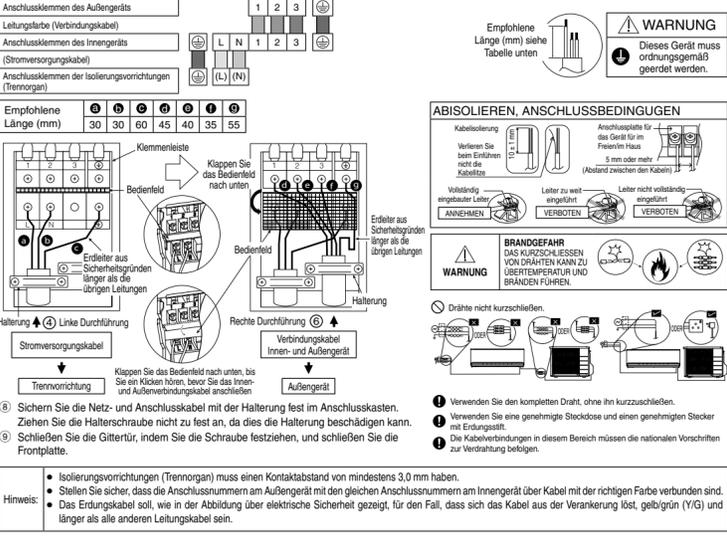 Anschlussklemmen des Außengeräts
1 2 3
Leitungsfarbe (Verbindungskabel)
Anschlussklemmen des Innengeräts
L N 1 2 3
(Stromversorgungskabel)
Anschlussklemmen der Isolierungsvorrichtungen
(Trennorgan)
(L) (N)
Empfohlene
Länge (mm) siehe
Tabelle unten
WARNUNG
Dieses Gerät muss
ordnungsgemäß
geerdet werden.
Empfohlene
Länge (mm)
a b c d e f g
30 30 60 45 40 35 55
Klemmenleiste
Bedienfeld
Erdleiter aus
Sicherheitsgründen
länger als die
übrigen Leitungen
Halterung
④ Linke Durchführung
Stromversorgungskabel
Trennvorrichtung
Klappen Sie
das Bedienfeld
nach unten
Bedienfeld
Klappen Sie das Bedienfeld nach unten, bis
Sie ein Klicken hören, bevor Sie das Innen-
und Außenverbindungskabel anschließen
Erdleiter aus
Sicherheitsgründen
länger als die
übrigen Leitungen
Halterung
Rechte Durchführung ⑥
Verbindungskabel
Innen- und Außengerät
Außengerät
ABISOLIEREN, ANSCHLUSSBEDINGUGEN
Kabelisolierung
Verlieren Sie
beim Einführen
nicht die
Kabellitze
10 ± 1 mm
Anschlussplatte für
das Gerät für im
Freien/im Haus
5 mm oder mehr
(Abstand zwischen den Kabeln)
Vollständig
eingebauter Leiter
ANNEHMEN
Leiter zu weit
eingeführt
VERBOTEN
Leiter nicht vollständig
eingeführt
VERBOTEN
WARNUNG
BRANDGEFAHR
DAS KURZSCHLIESSEN
VON DRÄHTEN KANN ZU
ÜBERTEMPERATUR UND
BRÄNDEN FÜHREN.
Drähte nicht kurzschließen.
ODER
ODER
ODER
Verwenden Sie den kompletten Draht, ohne ihn kurzzuschließen.
Verwenden Sie eine genehmigte Steckdose und einen genehmigten Stecker
mit Erdungsstift.
Die Kabelverbindungen in diesem Bereich müssen die nationalen Vorschriften
zur Verdrahtung befolgen.
⑧ Sichern Sie die Netz- und Anschlusskabel mit der Halterung fest im Anschlusskasten.
Ziehen Sie die Halterschraube nicht zu fest an, da dies die Halterung beschädigen kann.
⑨ Schließen Sie die Gittertür, indem Sie die Schraube festziehen, und schließen Sie die
Frontplatte.
Hinweis:
• Isolierungsvorrichtungen (Trennorgan) muss einen Kontaktabstand von mindestens 3,0 mm haben.
• Stellen Sie sicher, dass die Anschlussnummern am Außengerät mit den gleichen Anschlussnummern am Innengerät über Kabel mit der richtigen Farbe verbunden sind.
• Das Erdungskabel soll, wie in der Abbildung über elektrische Sicherheit gezeigt, für den Fall, dass sich das Kabel aus der Verankerung löst, gelb/grün (Y/G) und
länger als alle anderen Leitungskabel sein.